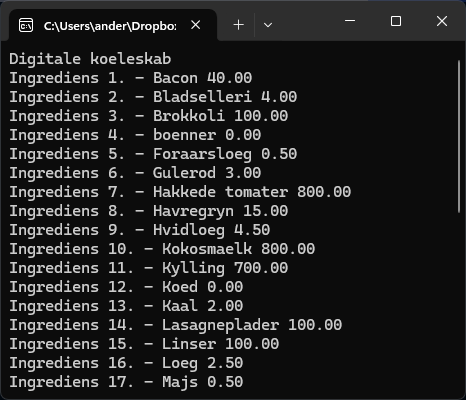 C:\Users\ander\Dropbo:
Digitale koeleskab
Ingrediens 1. - Bacon 40.00
Ingrediens 2. - Bladselleri 4.00
Ingrediens 3. - Brokkoli 100.00
Ingrediens 4. - boenner 0.00
Ingrediens 5. - Foraarsloeg 0.50
Ingrediens 6. - Gulerod 3.00
Ingrediens 7. - Hakkede tomater 800.00
Ingrediens 8. - Havregryn 15.00
Ingrediens 9. - Hvidloeg 4.50
Ingrediens 10. - Kokosmaelk 800.00
Ingrediens 11. - Kylling 700.00
Ingrediens 12. - Koed 0.00
Ingrediens 13. - Kaal 2.00
Ingrediens 14. - Lasagneplader 100.00
Ingrediens 15. - Linser 100.00
Ingrediens 16. - Loeg 2.50
Ingrediens 17. - Majs 0.50